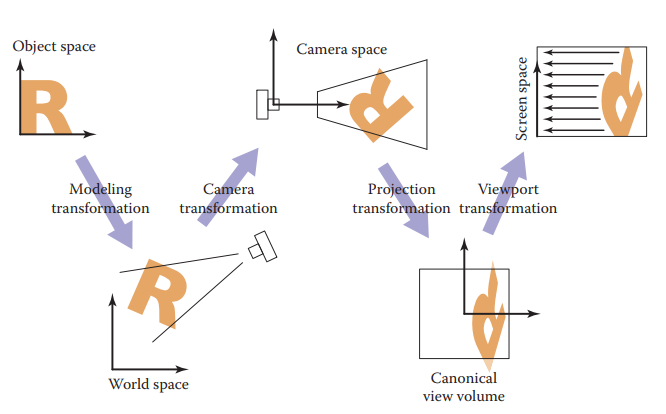 Object space
Camera space
Screen space
Modeling
transformation
Camera
transformation
Projection
transformation
Viewport
transformation
World space
Canonical
view volume
R
R
R
R
R